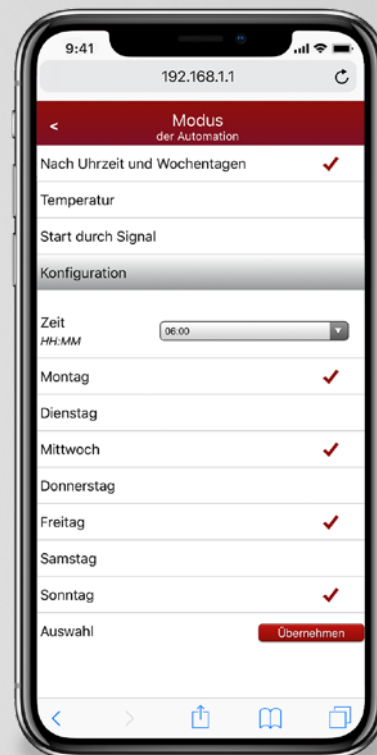 9:41
192.168.1.1
<
Modus
der Automation
Nach Uhrzeit und Wochentagen
Temperatur
Start durch Signal
Konfiguration
Zeit
HH:MM
06:00
Montag
Dienstag
Mittwoch
Donnerstag
Freitag
Samstag
Sonntag
Auswahl
Übernehmen